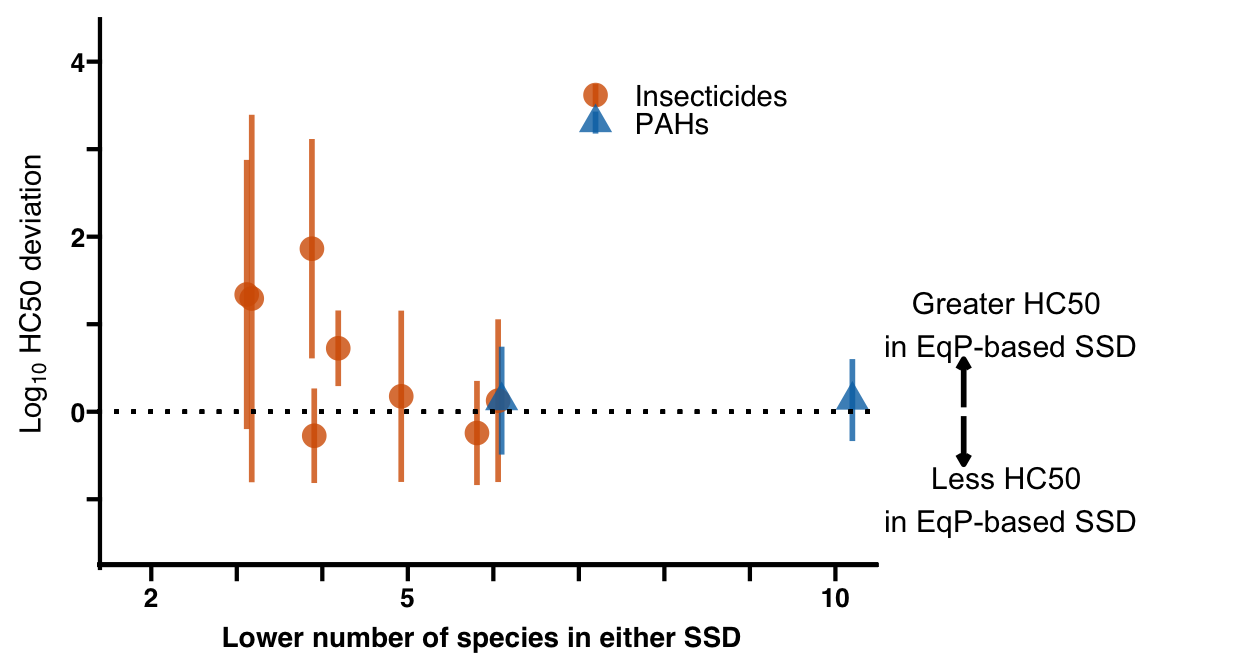 4
2
0
Log10 HC50 deviation
Insecticides
PAHs
Greater HC50
in EqP-based SSD
Less HC50
in EqP-based SSD
2
5
10
Lower number of species in either SSD